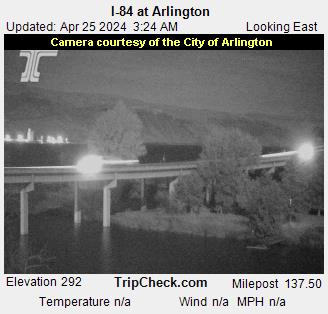 I-84 at Arlington
Updated: Apr 25 2024 3:24 AM Looking East
Camera courtesy of the City of Arlington
Elevation 292 TripCheck.com Milepost 137.50
Temperature n/a Wind n/a MPH n/a